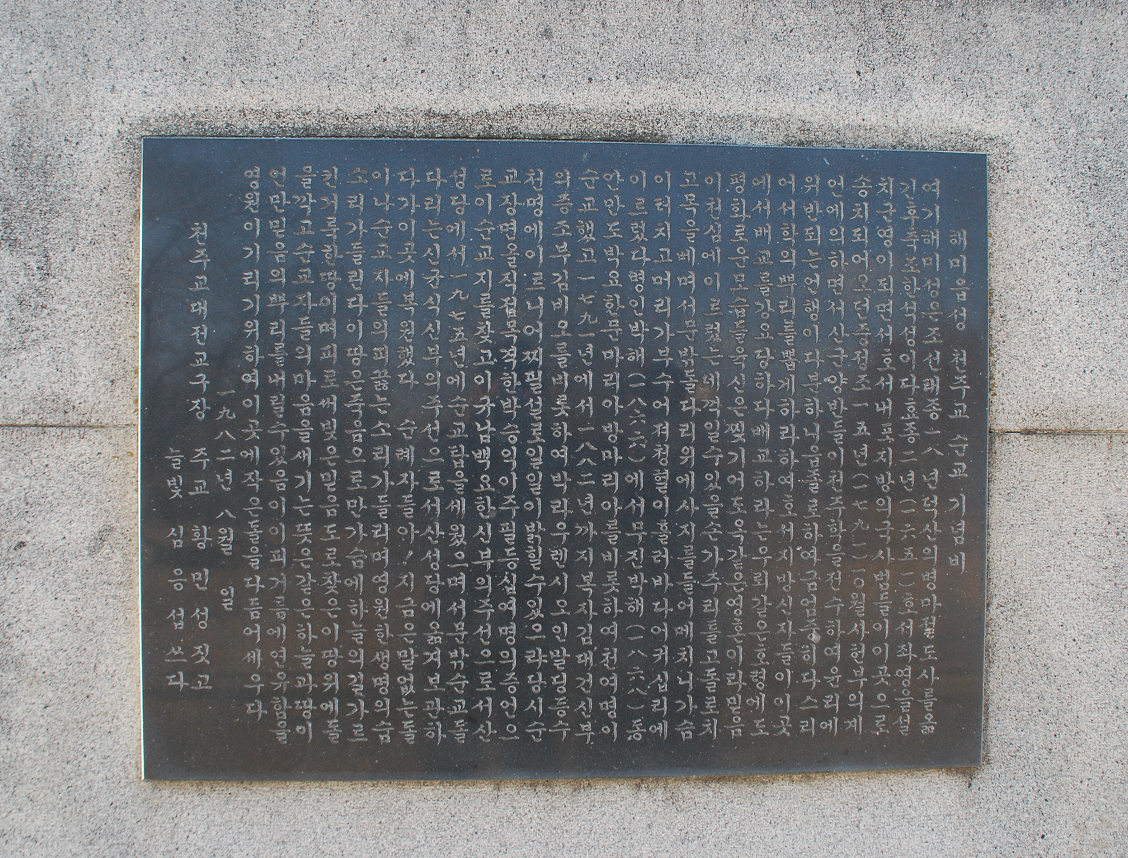 해미읍성 천주교 순교 기념비
여기해미성은조선태종一八년덕산의병마절도사를옮
긴후축조한석성이다효종二년(一六五一)호서좌영을설
치군영이되면서호서내포지방의국사범들이이곳으로
송치되어오던중정조一五년(一七九一)一○월사헌부의제
언에의하면서신군양반들이천주학을전수하여윤리에
위반되는언행이다북하니읍률로하여금엄중히다스리
어서학의뿌리를뽑게하라하여호서지방신자들이이곳
에서배교를강요당하다배교하라는우뢰같은호령에도
평화로운모습들육신은찢기어도옥같은영혼이라믿음
이천심에이르렀는데격일수있을손가주리틀고돌로치
고목을베며서문밖돌다리위에사지를들어메치니가슴
이터지고머리가부수어져청혈이흘러바다어귀십리에
이르렀다병인박해(一八六六)에서무진박해(一八六八)동
안만도박요한문마리아방마리아를비롯하여천여명이
순교했고一七九一년에서一八八二년까지복자김대건신부
의종조부김비오를비롯하여박라우렌시오인발딩등수
천명에이르니어찌필설로일일이밝힐수있으랴당시순
교장면을직접목격한박승익이주필등십여명의증언으
로이순교지를찾고이규남백요한신부의주선으로서산
성당에서一九七五년에순교탑을세웠으며서문밖순교돌
다리는신균식신부의주선으로서산성당에옮겨보관하
다가이곳에복원했다 순례자들아! 지금은말없는돌
이나순교자들의피끓는소리가들리며영원한생명의숨
소리가들린다이땅은죽음으로만가슴에하늘의길가르
킨거룩한땅이며피로써빛은믿음도로찾은이땅위에돌
을깍고순교자들의마음을새기는뜻은같은하늘과땅이
언만믿음의뿌리를내릴수있음이이피거름에연유함을
영원이기리기위하여이곳에작은돌을다듬어세우다
一九八二년 八월 일
천주교대전교구장 주교 황민성 짓고
늘빛 심응섭 쓰다